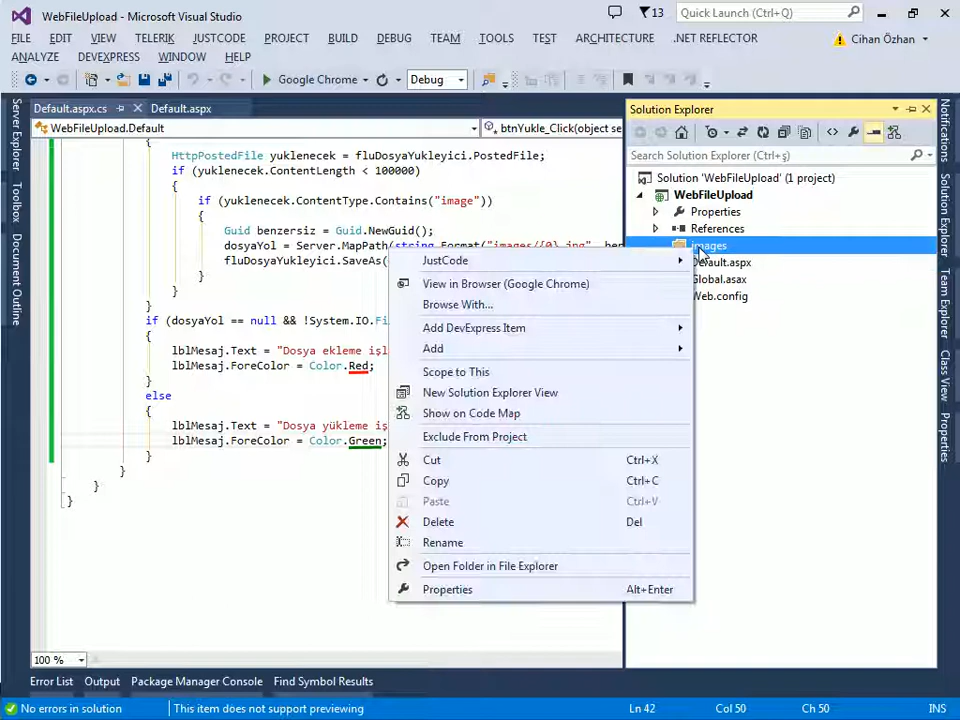 WebFileUpload - Microsoft Visual Studio
13
Quick Launch (Ctrl+Q)
FILE EDIT VIEW TELERIK JUSTCODE PROJECT BUILD DEBUG TEAM TOOLS TEST ARCHITECTURE .NET REFLECTOR
Cihan Özhan
ANALYZE DEVEXPRESS WINDOW HELP
Google Chrome
Debug
Default.aspx.cs
Default.aspx
WebFileUpload.Default
btnYukle_Click(object se
{
HttpPostedFile yuklenecek = fluDosyaYukleyici.PostedFile;
if (yuklenecek.ContentLength < 100000)
{
if (yuklenecek.ContentType.Contains("image"))
{
Guid benzersiz = Guid.NewGuid();
dosyaYol = Server.MapPath(string.Format("images/{0}.jpg", ben
fluDosyaYukleyici.SaveAs(
}
}
}
if (dosyaYol == null && !System.IO.Fi
{
lblMesaj.Text = "Dosya ekleme işl
lblMesaj.ForeColor = Color.Red;
}
else
{
lblMesaj.Text = "Dosya yükleme iş
lblMesaj.ForeColor = Color.Green;
}
}
}
}
100 %
JustCode
View in Browser (Google Chrome)
Browse With...
Add DevExpress Item
Add
Scope to This
New Solution Explorer View
Show on Code Map
Exclude From Project
Cut Ctrl+X
Copy Ctrl+C
Paste Ctrl+V
Delete Del
Rename
Open Folder in File Explorer
Properties Alt+Enter
Solution Explorer
Search Solution Explorer (Ctrl+ş)
Solution 'WebFileUpload' (1 project)
WebFileUpload
Properties
References
images
Default.aspx
Global.asax
Web.config
Server Explorer
Toolbox
Document Outline
Notifications
Solution Explorer
Team Explorer
Class View
Properties
Error List Output Package Manager Console Find Symbol Results
No errors in solution
This item does not support previewing
Ln 42
Col 50
Ch 50
INS